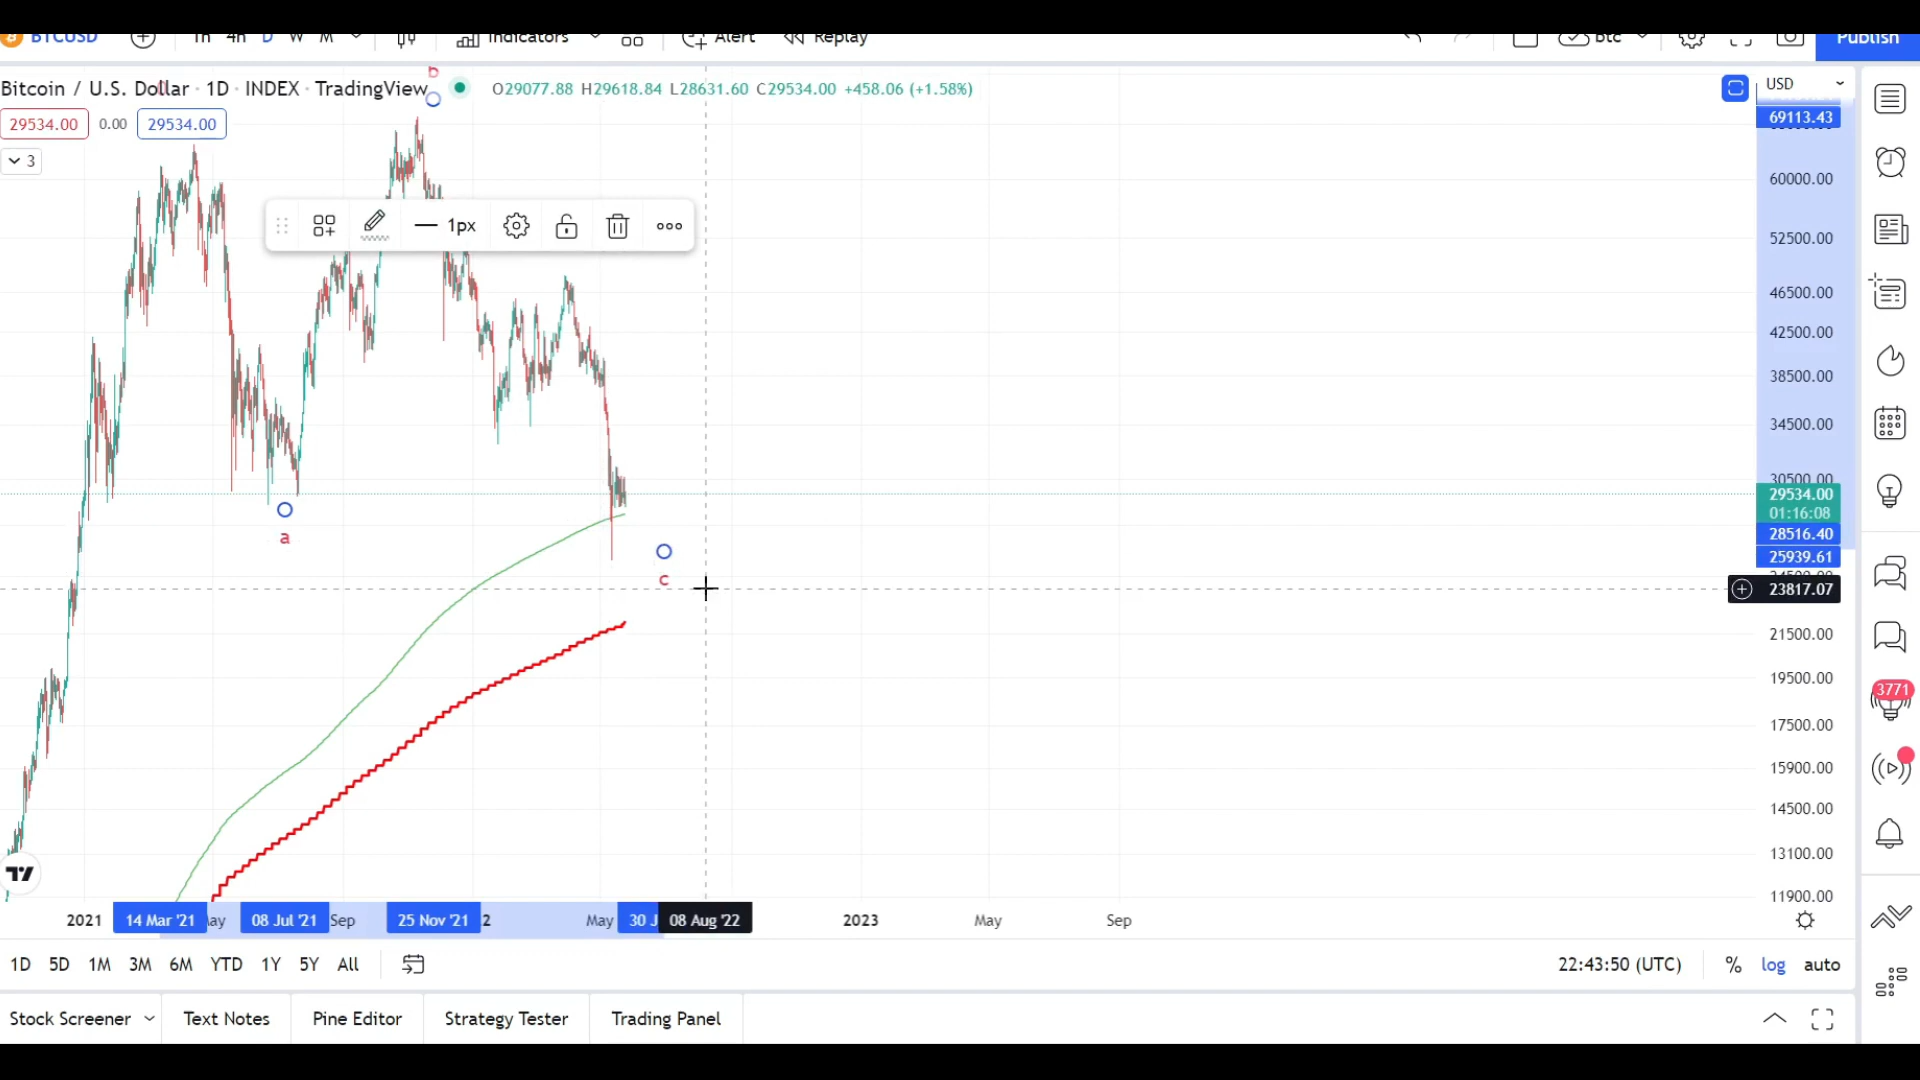 BTCUSD 1h 4h D W M Indicators Alert Replay btc Publish
Bitcoin / U.S. Dollar · 1D · INDEX · TradingView O29077.88 H29618.84 L28631.60 C29534.00 +458.06 (+1.58%)
USD
29534.00 0.00 29534.00
3
b
1px
a
c
69113.43
60000.00
52500.00
46500.00
42500.00
38500.00
34500.00
30500.00
29534.00
01:16:08
28516.40
25939.61
24500.00
23817.07
21500.00
19500.00
17500.00
15900.00
14500.00
13100.00
11900.00
3771
2021 14 Mar '21 May 08 Jul '21 Sep 25 Nov '21 2 May 30 J 08 Aug '22 2023 May Sep
1D 5D 1M 3M 6M YTD 1Y 5Y All 22:43:50 (UTC) % log auto
Stock Screener Text Notes Pine Editor Strategy Tester Trading Panel